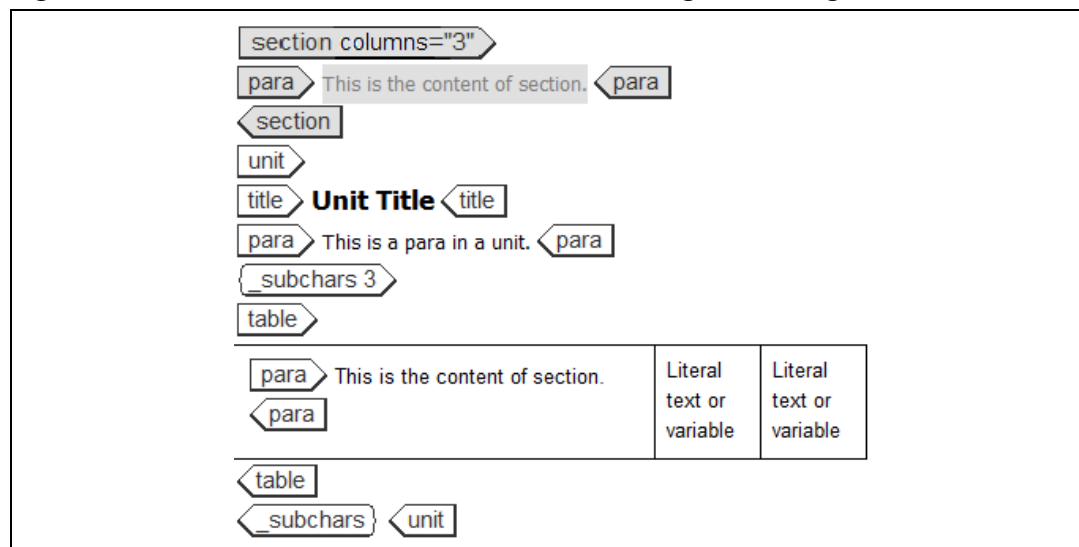 section columns="3"
para This is the content of section. para
section
unit
title Unit Title title
para This is a para in a unit. para
_subchars 3
table
para This is the content of section.
para
Literal
text or
variable
Literal
text or
variable
table
_subchars unit